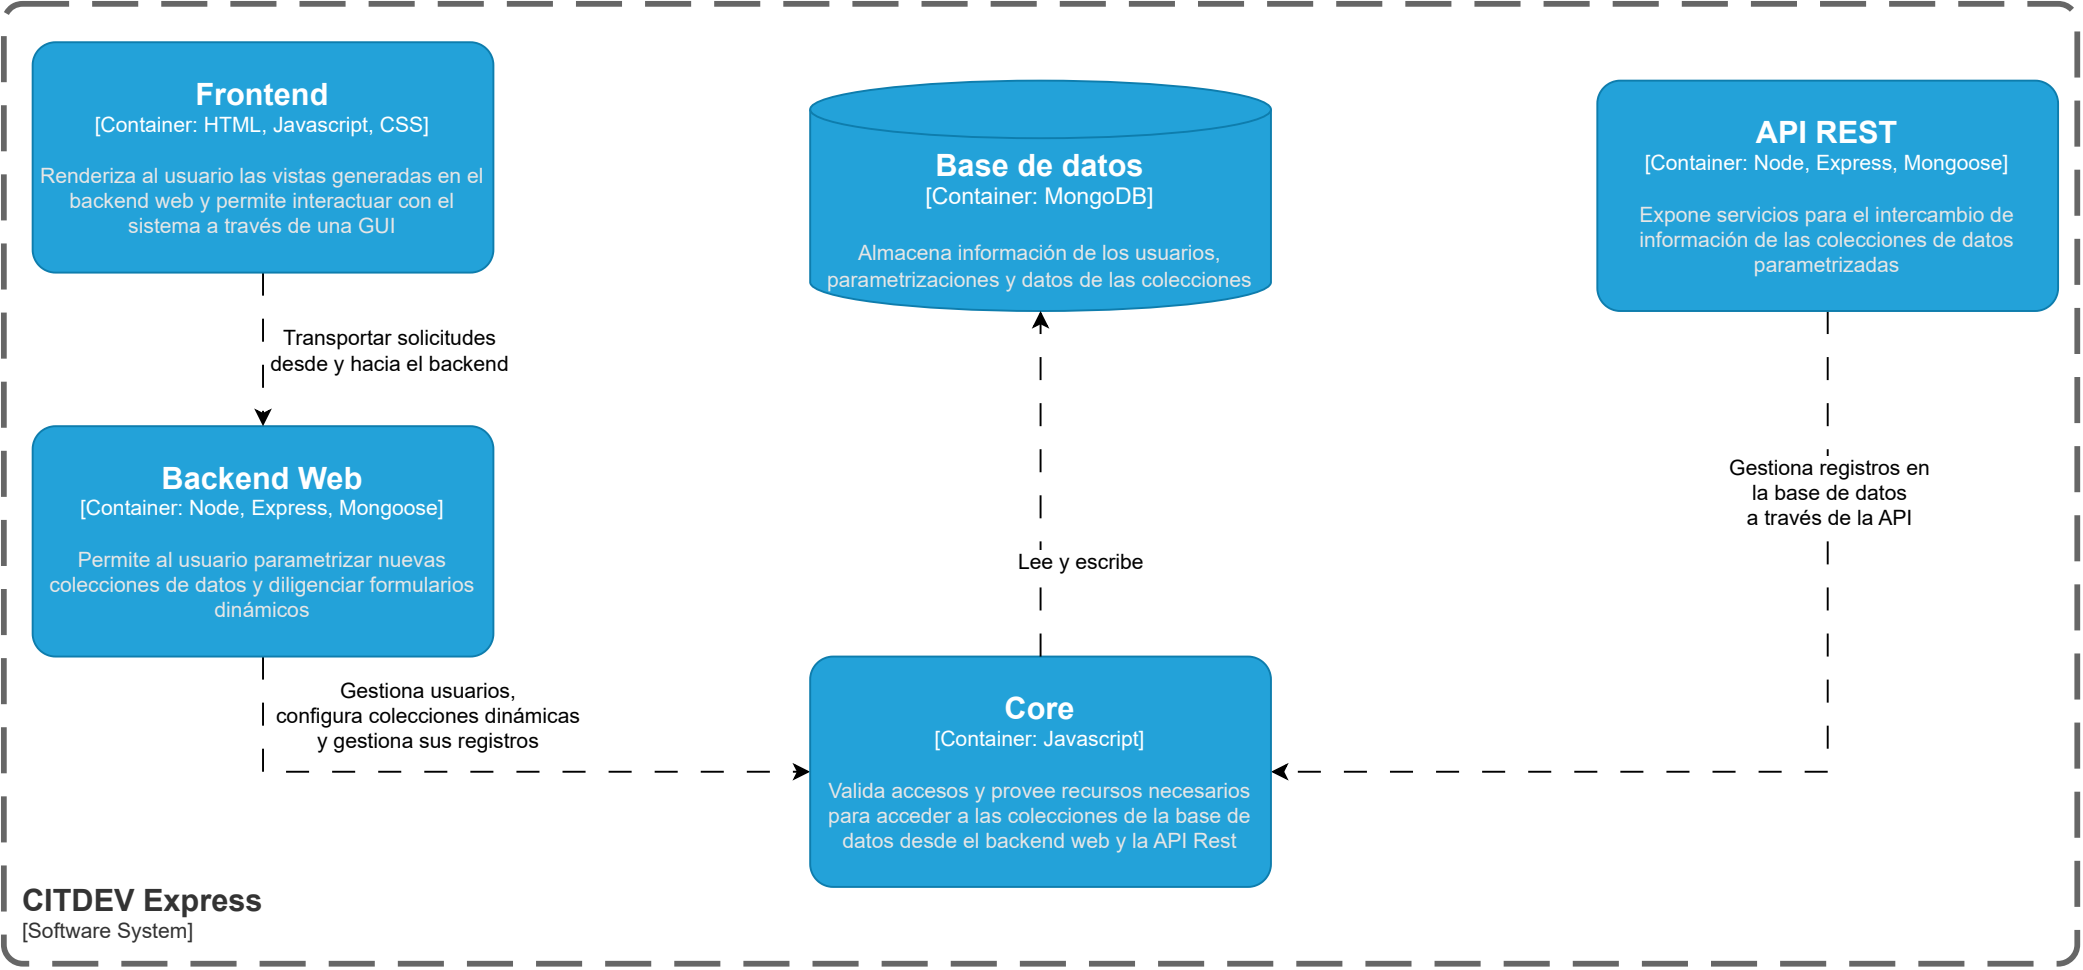 Frontend
[Container: HTML, Javascript, CSS]
Renderiza al usuario las vistas generadas en el
backend web y permite interactuar con el
sistema a través de una GUI
Transportar solicitudes
desde y hacia el backend
Backend Web
[Container: Node, Express, Mongoose]
Permite al usuario parametrizar nuevas
colecciones de datos y diligenciar formularios
dinámicos
Gestiona usuarios,
configura colecciones dinámicas
y gestiona sus registros
Base de datos
[Container: MongoDB]
Almacena información de los usuarios,
parametrizaciones y datos de las colecciones
Lee y escribe
Core
[Container: Javascript]
Valida accesos y provee recursos necesarios
para acceder a las colecciones de la base de
datos desde el backend web y la API Rest
API REST
[Container: Node, Express, Mongoose]
Expone servicios para el intercambio de
información de las colecciones de datos
parametrizadas
Gestiona registros en
la base de datos
a través de la API
CITDEV Express
[Software System]